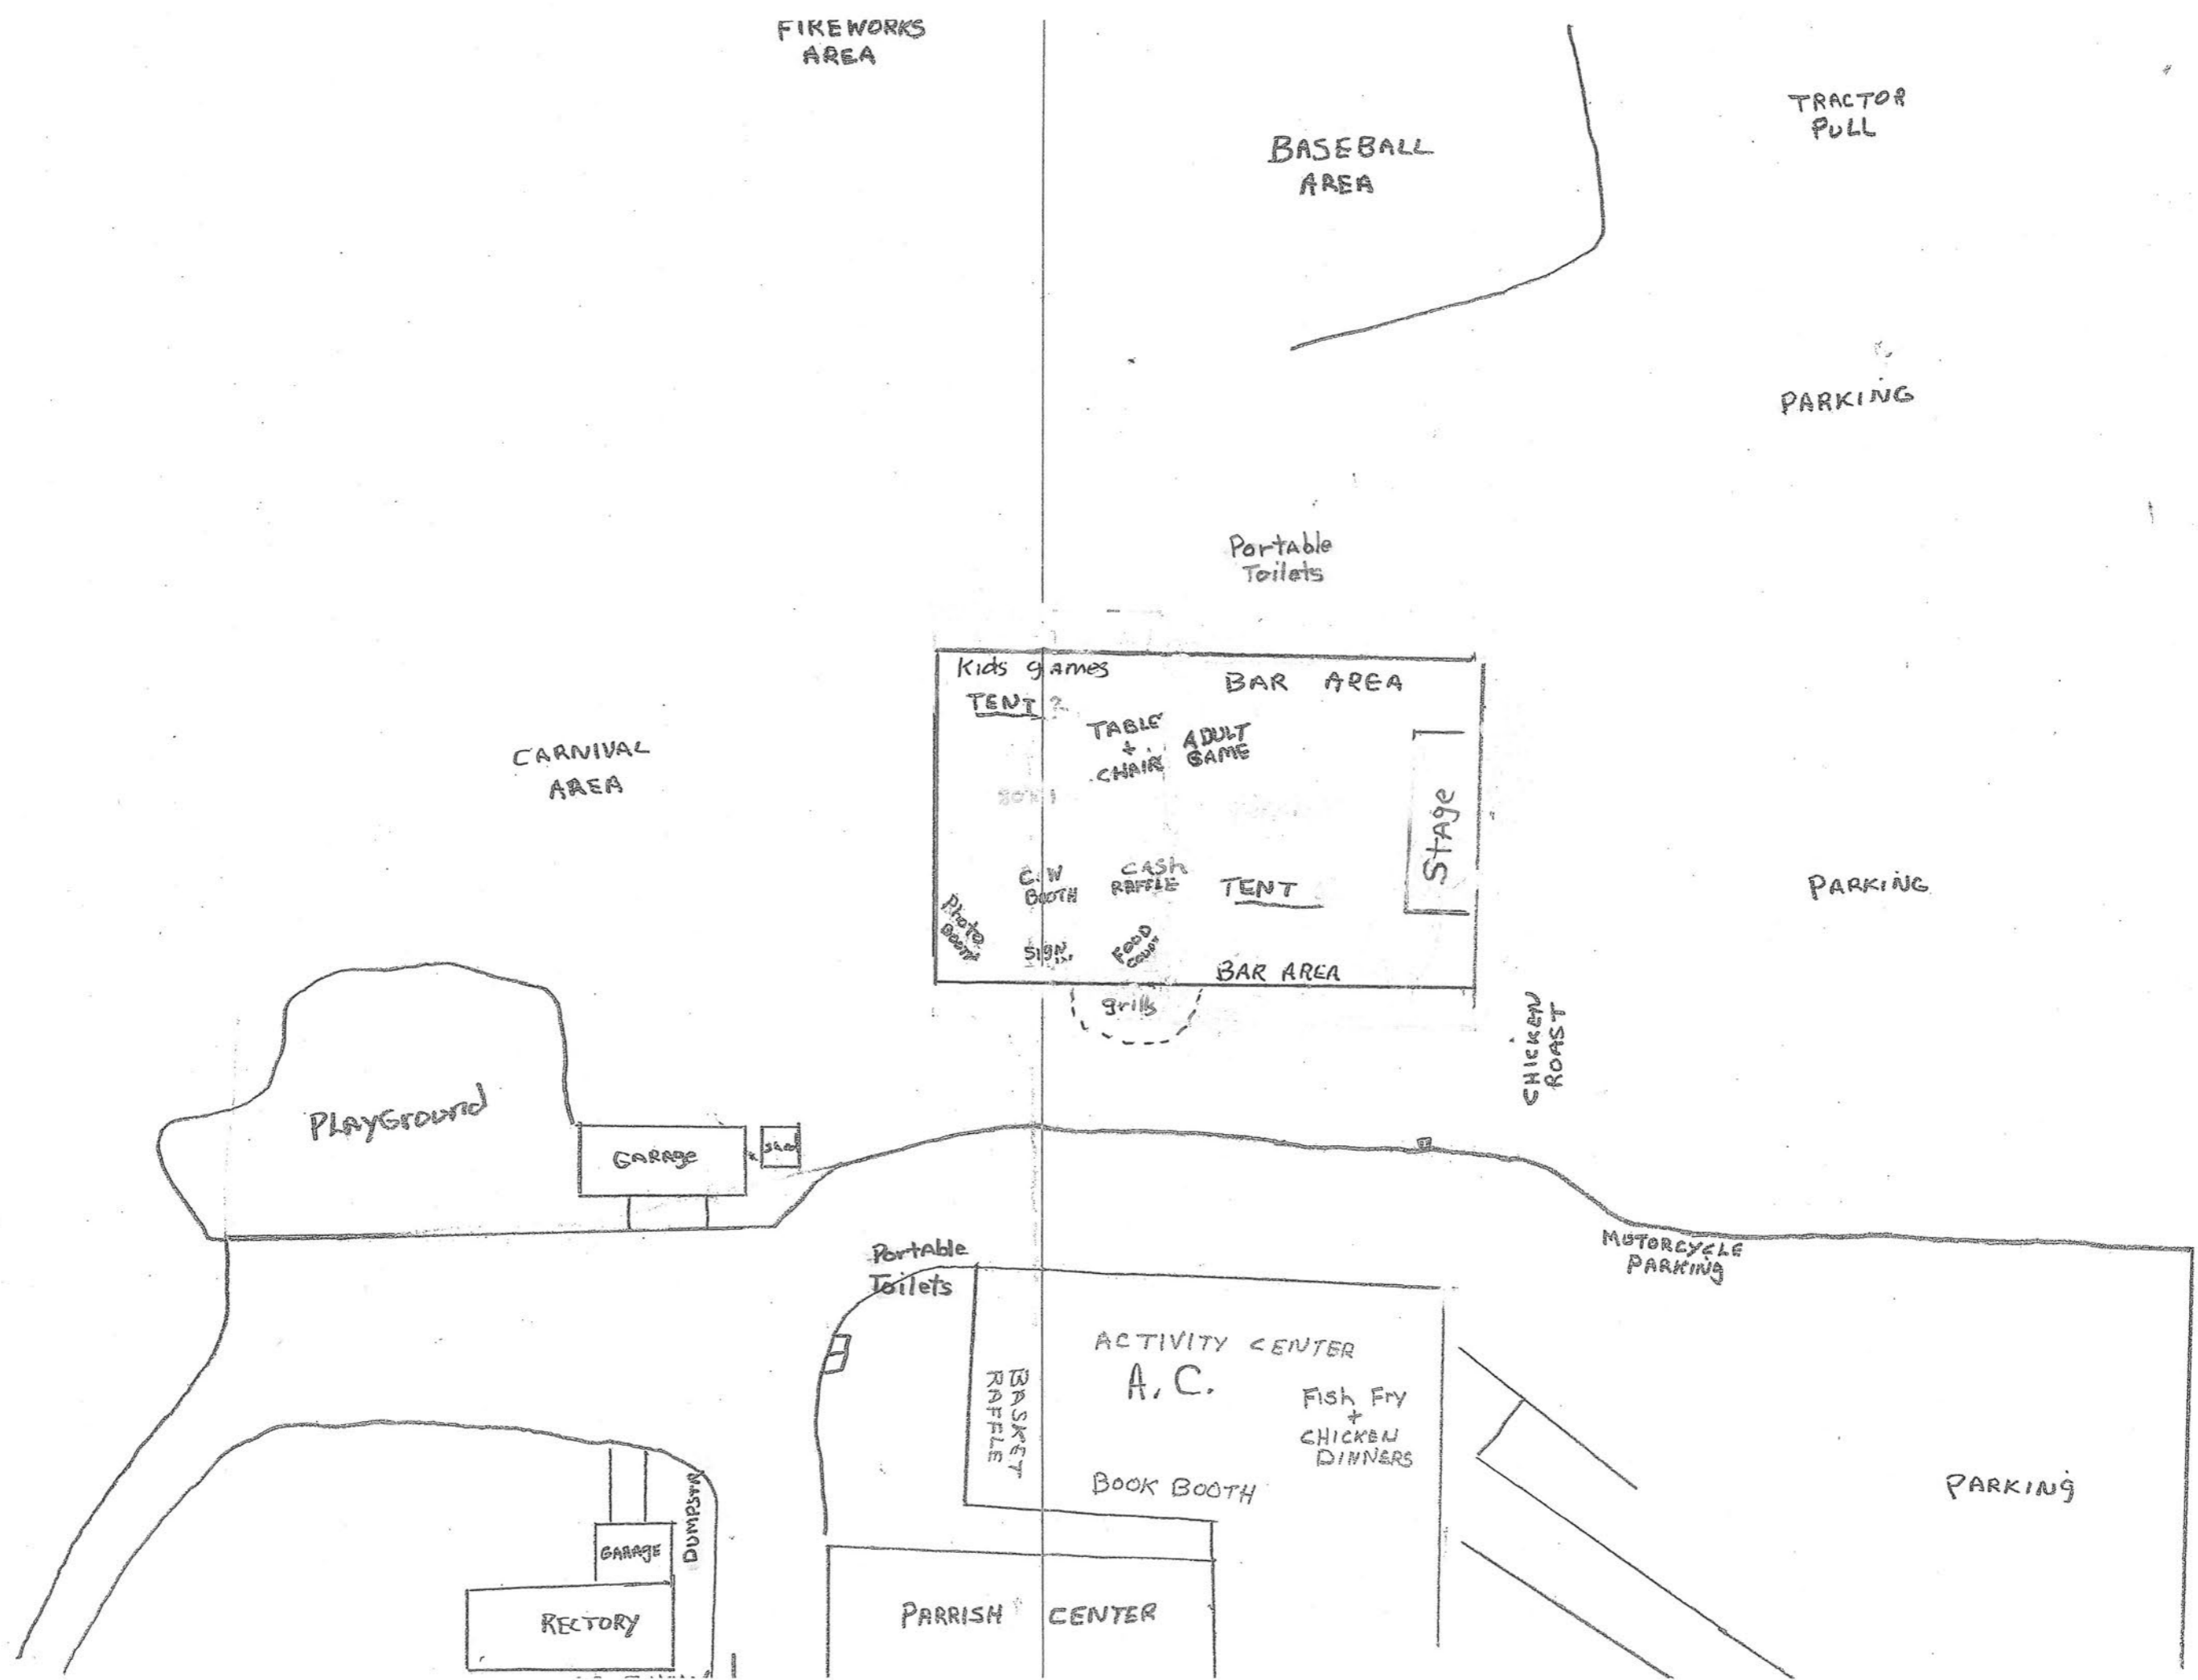 FIREWORKS
AREA
TRACTOR
PULL
BASEBALL
AREA
PARKING
Portable
Toilets
Kids games
TENT ?
BAR AREA
TABLE
+
CHAIR
ADULT
GAME
CARNIVAL
AREA
Stage
BOOTH
CASH
RAFFLE
TENT
PARKING
Photo
BOOTH
SIGN
FOOD
BAR AREA
grills
CHICKEN
ROAST
PLAYGROUND
GARAGE
Shed
MOTORCYCLE
PARKING
Portable
Toilets
ACTIVITY CENTER
A.C.
BASKET
RAFFLE
Fish Fry
+
CHICKEN
DINNERS
BOOK BOOTH
PARKING
DUMPSTER
GARAGE
RECTORY
PARRISH CENTER